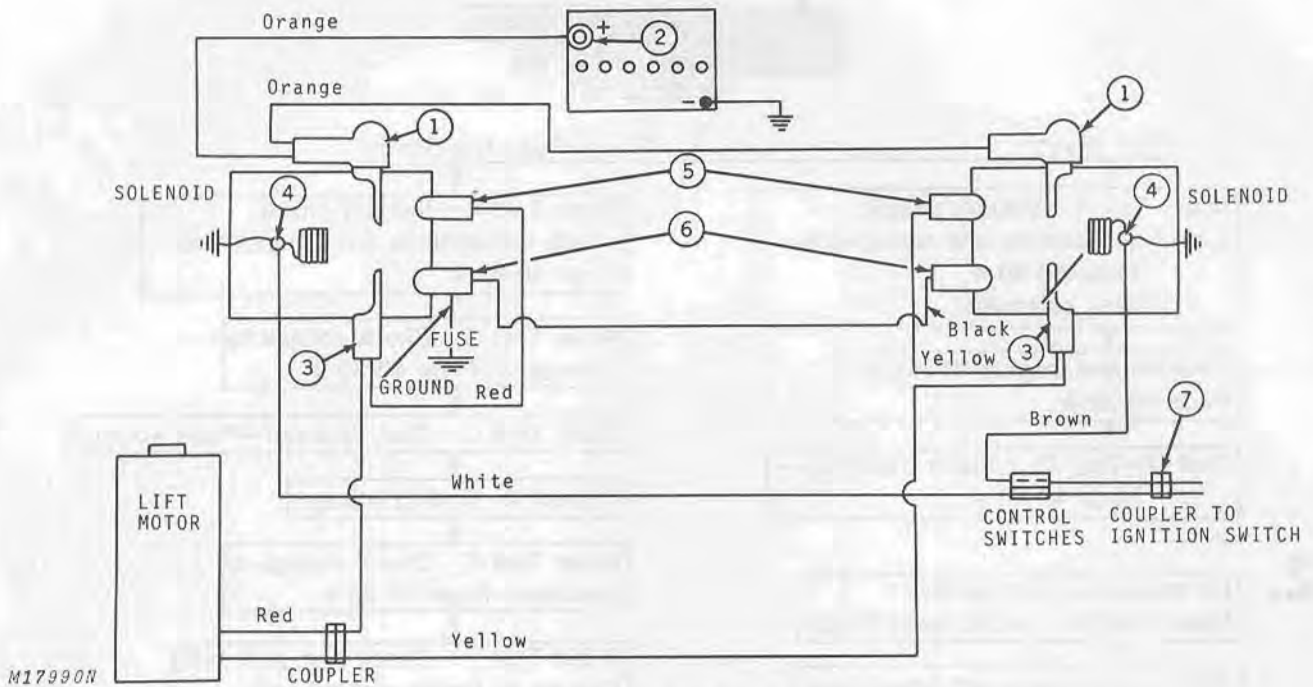 Orange
+
2
Orange
1
1
5
SOLENOID
4
4
SOLENOID
6
FUSE
Black
3
Yellow
3
GROUND
Red
7
Brown
White
LIFT
MOTOR
CONTROL
SWITCHES
COUPLER TO
IGNITION SWITCH
Red
Yellow
COUPLER
M17990N